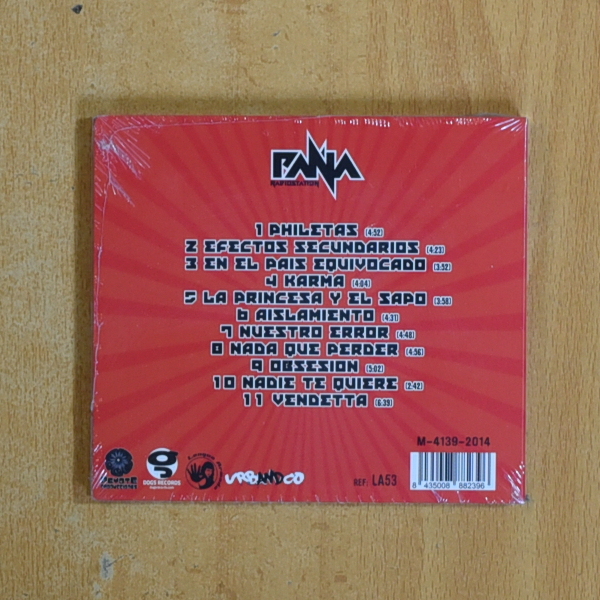 PANIA
RADIOSTATION
1 PHILETAS (4:52)
2 EFECTOS SECUNDARIOS (4:23)
3 EN EL PAIS EQUIVOCADO (3:52)
4 KARMA (4:04)
5 LA PRINCESA Y EL SAPO (3:58)
6 AISLAMIENTO (4:31)
7 NUESTRO ERROR (4:48)
8 NADA QUE PERDER (4:56)
9 OBSESION (5:02)
10 NADIE TE QUIERE (2:42)
11 VENDETTA (6:39)
M-4139-2014
DOGS RECORDS
URBANDCO
REF: LA53
8 435008 882396